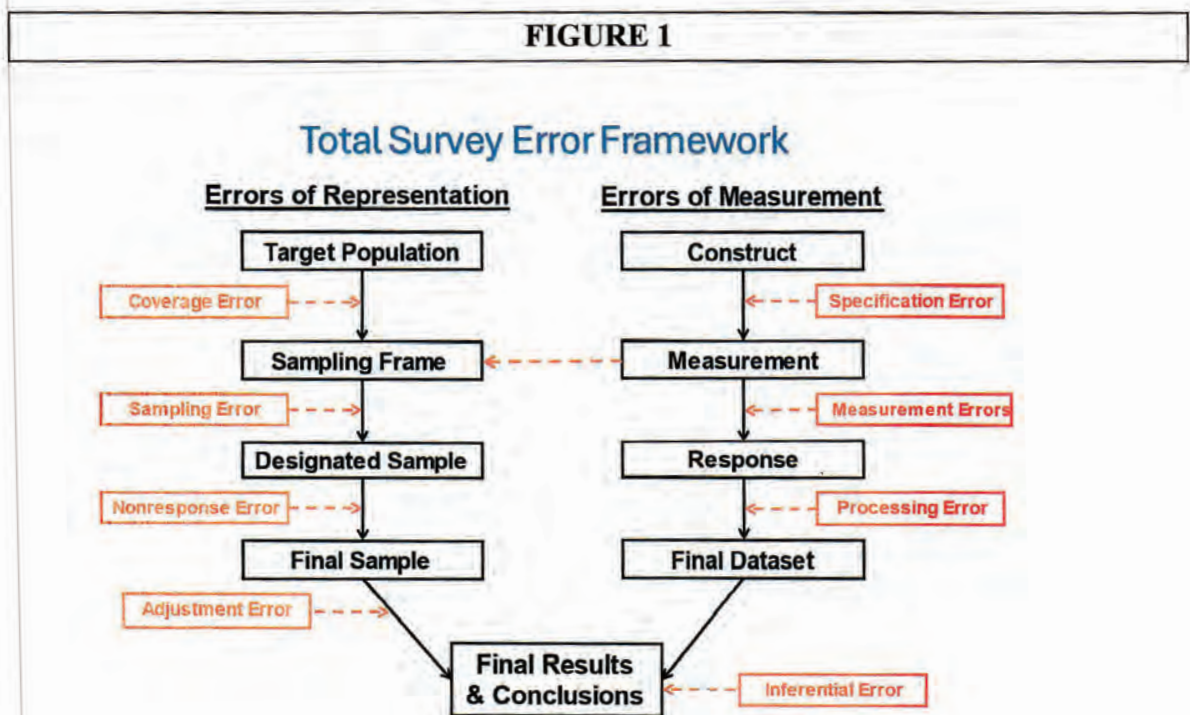 FIGURE 1
Total Survey Error Framework
Errors of Representation
Errors of Measurement
Target Population
Construct
Coverage Error
Specification Error
Sampling Frame
Measurement
Sampling Error
Measurement Errors
Designated Sample
Response
Nonresponse Error
Processing Error
Final Sample
Final Dataset
Adjustment Error
Final Results
& Conclusions
Inferential Error